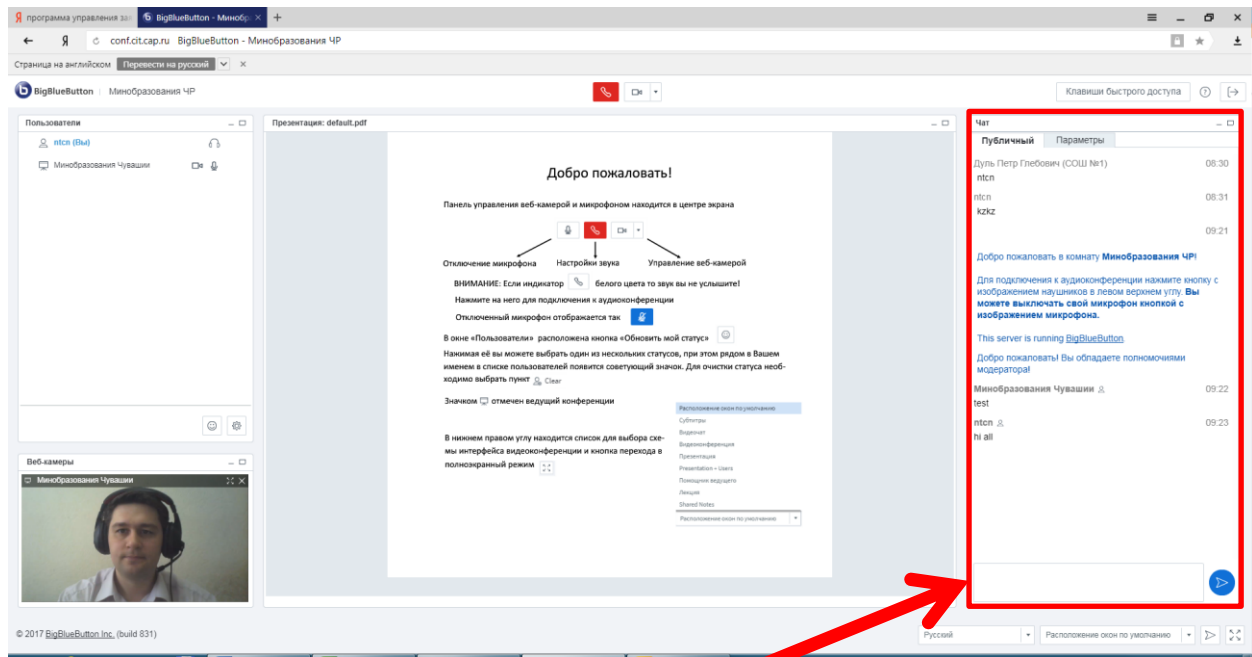 программа управления зак
BigBlueButton - Минобр
conf.cit.cap.ru BigBlueButton - Минобразования ЧР
Страница на английском Перевести на русский
BigBlueButton Минобразования ЧР
Клавиши быстрого доступа
Пользователи
ntcn (Вы)
Минобразования Чувашии
Презентация: default.pdf
Добро пожаловать!
Панель управления веб-камерой и микрофоном находится в центре экрана
Отключение микрофона Настройки звука Управление веб-камерой
ВНИМАНИЕ: Если индикатор белого цвета то звук вы не услышите!
Нажмите на него для подключения к аудиоконференции
Отключенный микрофон отображается так
В окне «Пользователи» расположена кнопка «Обновить мой статус»
Нажимая её вы можете выбрать один из нескольких статусов, при этом рядом в Вашем
именем в списке пользователей появится советующий значок. Для очистки статуса необ-
ходимо выбрать пункт Clear
Значком отмечен ведущий конференции
В нижнем правом углу находится список для выбора схе-
мы интерфейса видеоконференции и кнопка перехода в
полноэкранный режим
Расположение окон по умолчанию
Субтитры
Видеочат
Видеоконференция
Презентация
Presentation + Users
Помощник ведущего
Лекция
Shared Notes
Расположение окон по умолчанию
Чат
Публичный Параметры
Дуль Петр Глебович (СОШ №1) 08:30
ntcn
ntcn 08:31
kzkz
09:21
Добро пожаловать в комнату Минобразования ЧР!
Для подключения к аудиоконференции нажмите кнопку с
изображением наушников в левом верхнем углу. Вы
можете выключать свой микрофон кнопкой с
изображением микрофона.
This server is running BigBlueButton.
Добро пожаловать! Вы обладаете полномочиями
модератора!
Минобразования Чувашии 09:22
test
ntcn 09:23
hi all
Веб-камеры
Минобразования Чувашии
© 2017 BigBlueButton Inc. (build 831)
Русский
Расположение окон по умолчанию